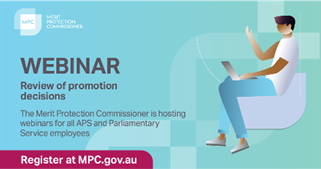 MPC
MERIT
PROTECTION
COMMISSIONER
WEBINAR
Review of promotion
decisions
The Merit Protection Commissioner is hosting
webinars for all APS and Parliamentary
Service employees
Register at MPC.gov.au